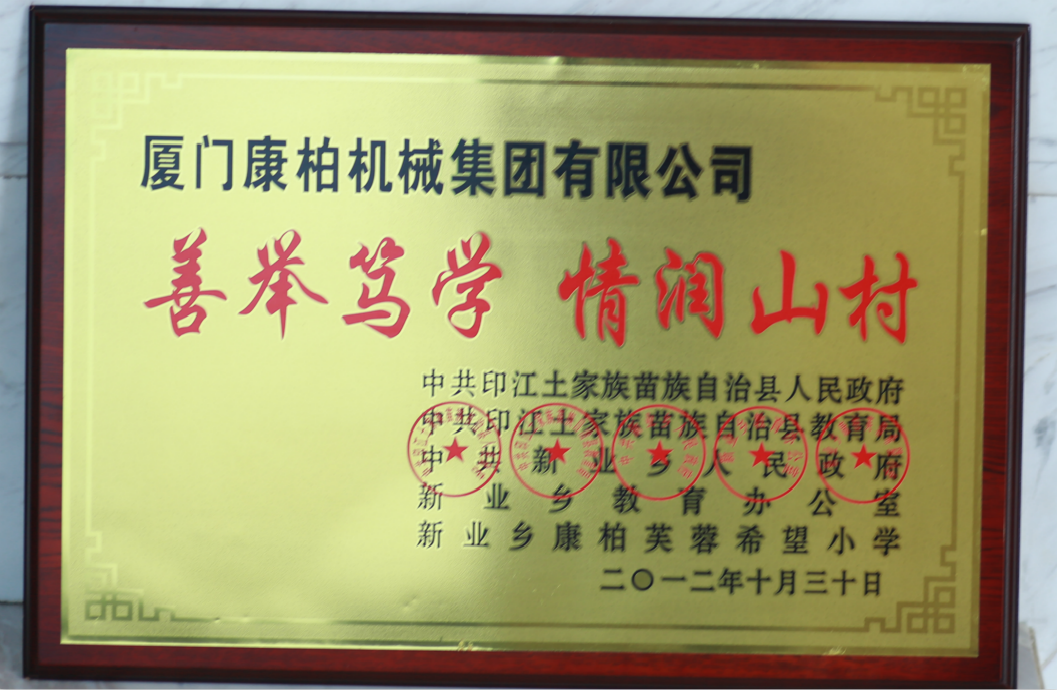 厦门康柏机械集团有限公司
善举笃学 情润山村
中共印江土家族苗族自治县人民政府
中共印江土家族苗族自治县教育局
中共新业乡人民政府
新业乡教育办公室
新业乡康柏芙蓉希望小学
二〇一二年十月三十日